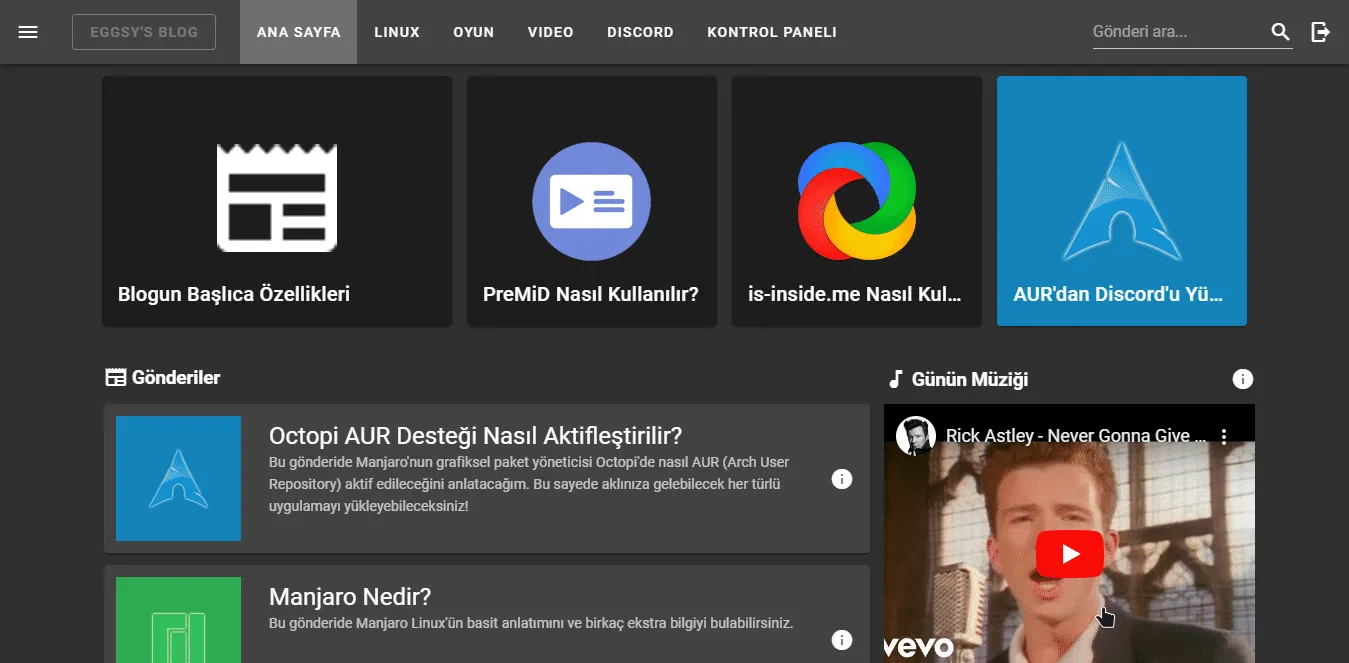 EGGSY'S BLOG
ANA SAYFA
LINUX
OYUN
VIDEO
DISCORD
KONTROL PANELI
Gönderi ara...
Blogun Başlıca Özellikleri
PreMiD Nasıl Kullanılır?
is-inside.me Nasıl Kul...
AUR'dan Discord'u Yü...
Gönderiler
Octopi AUR Desteği Nasıl Aktifleştirilir?
Bu gönderide Manjaro'nun grafiksel paket yöneticisi Octopi'de nasıl AUR (Arch User
Repository) aktif edileceğini anlatacağım. Bu sayede aklınıza gelebilecek her türlü
uygulamayı yükleyebileceksiniz!
Manjaro Nedir?
Bu gönderide Manjaro Linux'ün basit anlatımını ve birkaç ekstra bilgiyi bulabilirsiniz.
Günün Müziği
Rick Astley - Never Gonna Give ...
vevo